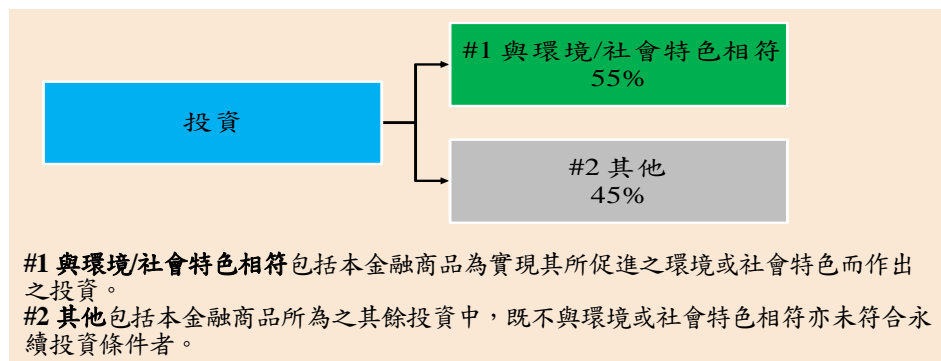 #1 與環境/社會特色相符
55%
投資
#2 其他
45%
#1 與環境/社會特色相符包括本金融商品為實現其所促進之環境或社會特色而作出
之投資。
#2 其他包括本金融商品所為之其餘投資中，既不與環境或社會特色相符亦未符合永
續投資條件者。